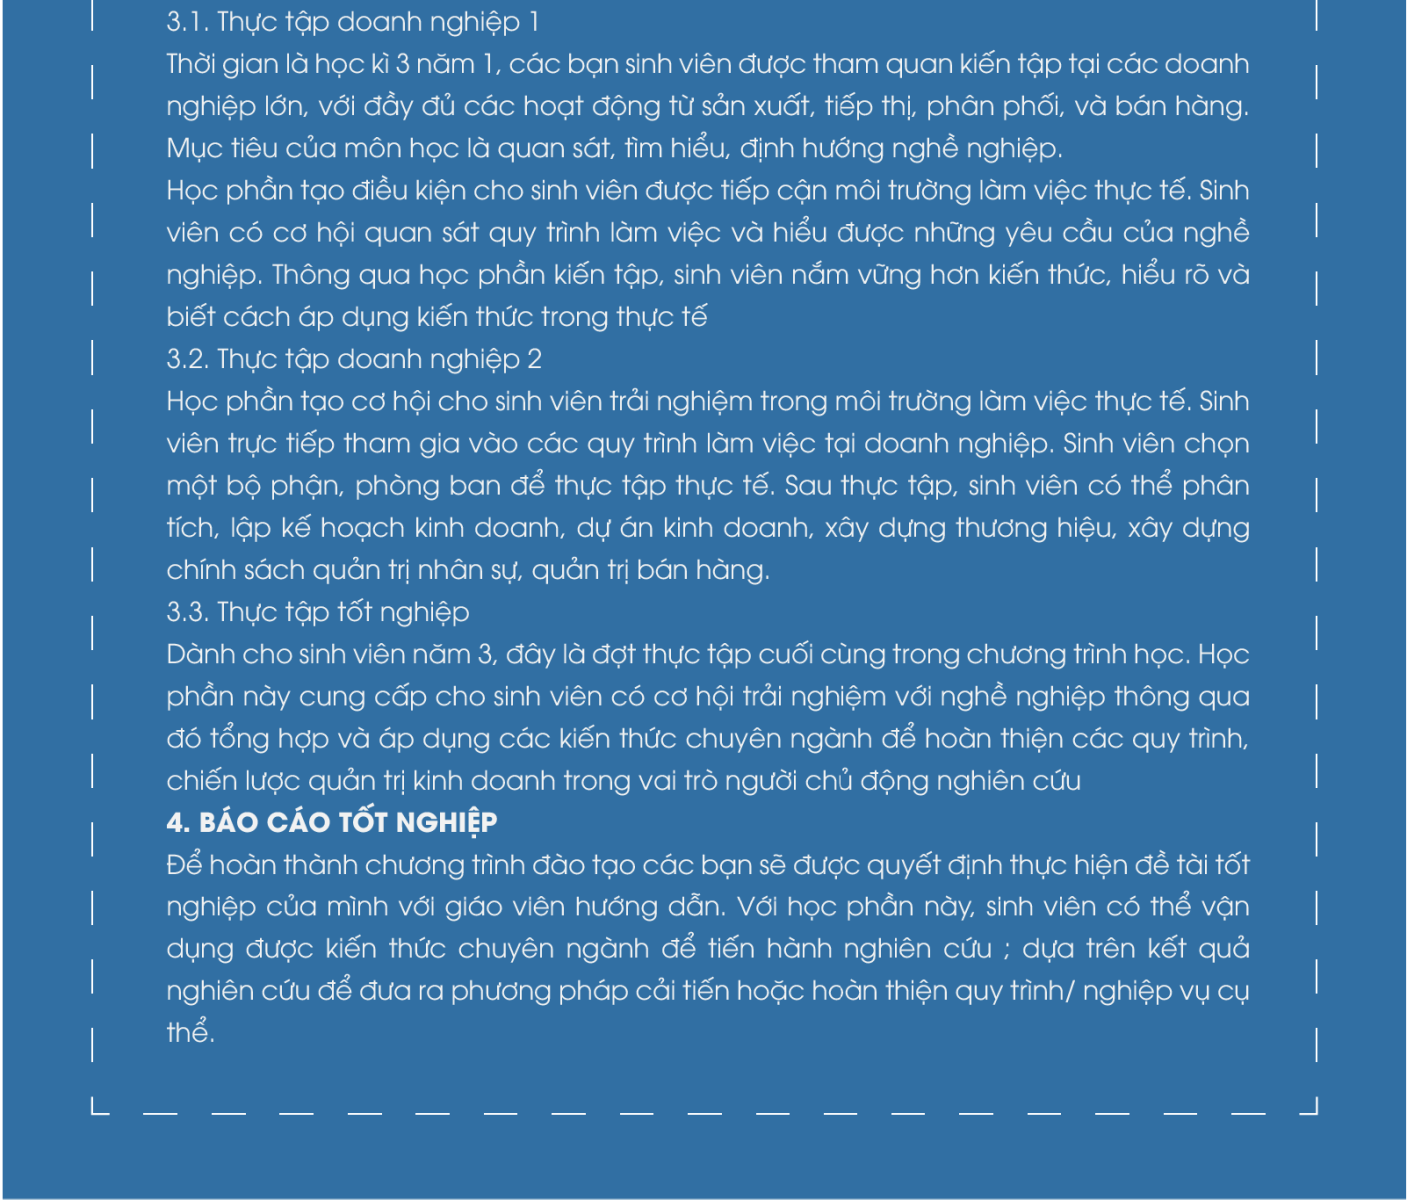 3.1. Thực tập doanh nghiệp 1
Thời gian là học kì 3 năm 1, các bạn sinh viên được tham quan kiến tập tại các doanh
nghiệp lớn, với đầy đủ các hoạt động từ sản xuất, tiếp thị, phân phối, và bán hàng.
Mục tiêu của môn học là quan sát, tìm hiểu, định hướng nghề nghiệp.
Học phần tạo điều kiện cho sinh viên được tiếp cận môi trường làm việc thực tế. Sinh
viên có cơ hội quan sát quy trình làm việc và hiểu được những yêu cầu của nghề
nghiệp. Thông qua học phần kiến tập, sinh viên nắm vững hơn kiến thức, hiểu rõ và
biết cách áp dụng kiến thức trong thực tế
3.2. Thực tập doanh nghiệp 2
Học phần tạo cơ hội cho sinh viên trải nghiệm trong môi trường làm việc thực tế. Sinh
viên trực tiếp tham gia vào các quy trình làm việc tại doanh nghiệp. Sinh viên chọn
một bộ phận, phòng ban để thực tập thực tế. Sau thực tập, sinh viên có thể phân
tích, lập kế hoạch kinh doanh, dự án kinh doanh, xây dựng thương hiệu, xây dựng
chính sách quản trị nhân sự, quản trị bán hàng.
3.3. Thực tập tốt nghiệp
Dành cho sinh viên năm 3, đây là đợt thực tập cuối cùng trong chương trình học. Học
phần này cung cấp cho sinh viên có cơ hội trải nghiệm với nghề nghiệp thông qua
đó tổng hợp và áp dụng các kiến thức chuyên ngành để hoàn thiện các quy trình,
chiến lược quản trị kinh doanh trong vai trò người chủ động nghiên cứu
4. BÁO CÁO TỐT NGHIỆP
Để hoàn thành chương trình đào tạo các bạn sẽ được quyết định thực hiện đề tài tốt
nghiệp của mình với giáo viên hướng dẫn. Với học phần này, sinh viên có thể vận
dụng được kiến thức chuyên ngành để tiến hành nghiên cứu ; dựa trên kết quả
nghiên cứu để đưa ra phương pháp cải tiến hoặc hoàn thiện quy trình/ nghiệp vụ cụ
thể.